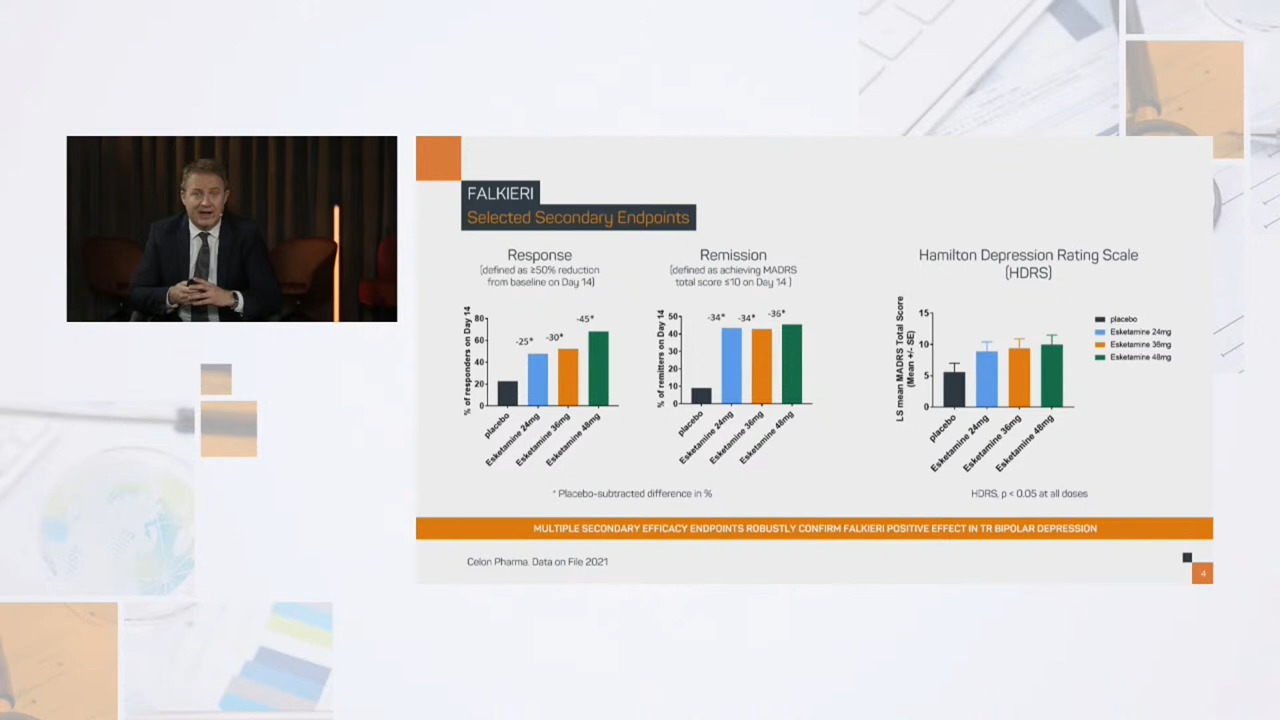 FALKIERI
Selected Secondary Endpoints
Response
(defined as ≥50% reduction
from baseline on Day 14)
% of responders on Day 14
80
60
40
20
0
-25*
-30*
-45*
placebo
Esketamine 24mg
Esketamine 36mg
Esketamine 48mg
Remission
(defined as achieving MADRS
total score ≤10 on Day 14 )
% of remitters on Day 14
50
40
30
20
10
0
-34*
-34*
-36*
placebo
Esketamine 24mg
Esketamine 36mg
Esketamine 48mg
* Placebo-subtracted difference in %
Hamilton Depression Rating Scale
(HDRS)
LS mean MADRS Total Score
(Mean +/- SE)
15
10
5
0
placebo
Esketamine 24mg
Esketamine 36mg
Esketamine 48mg
placebo
Esketamine 24mg
Esketamine 36mg
Esketamine 48mg
HDRS, p < 0.05 at all doses
MULTIPLE SECONDARY EFFICACY ENDPOINTS ROBUSTLY CONFIRM FALKIERI POSITIVE EFFECT IN TR BIPOLAR DEPRESSION
Celon Pharma. Data on File 2021
4